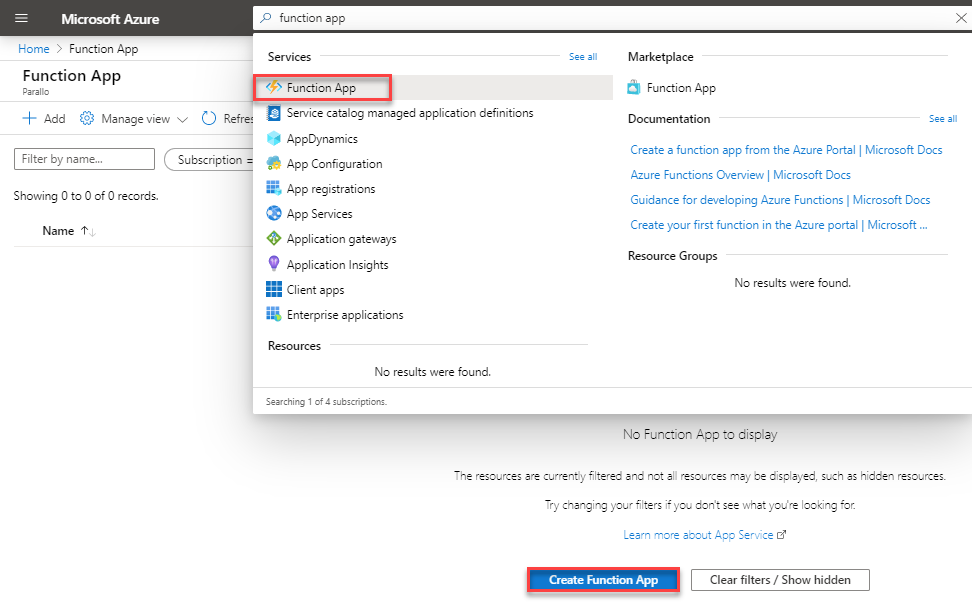 Microsoft Azure
function app
Home > Function App
Function App
Parallo
Add Manage view Refres
Filter by name... Subscription =
Showing 0 to 0 of 0 records.
Name ↑↓
Services See all
Function App
Service catalog managed application definitions
AppDynamics
App Configuration
App registrations
App Services
Application gateways
Application Insights
Client apps
Enterprise applications
Resources
No results were found.
Searching 1 of 4 subscriptions.
Marketplace
Function App
Documentation See all
Create a function app from the Azure Portal | Microsoft Docs
Azure Functions Overview | Microsoft Docs
Guidance for developing Azure Functions | Microsoft Docs
Create your first function in the Azure portal | Microsoft ...
Resource Groups
No results were found.
No Function App to display
The resources are currently filtered and not all resources may be displayed, such as hidden resources.
Try changing your filters if you don't see what you're looking for.
Learn more about App Service
Create Function App Clear filters / Show hidden